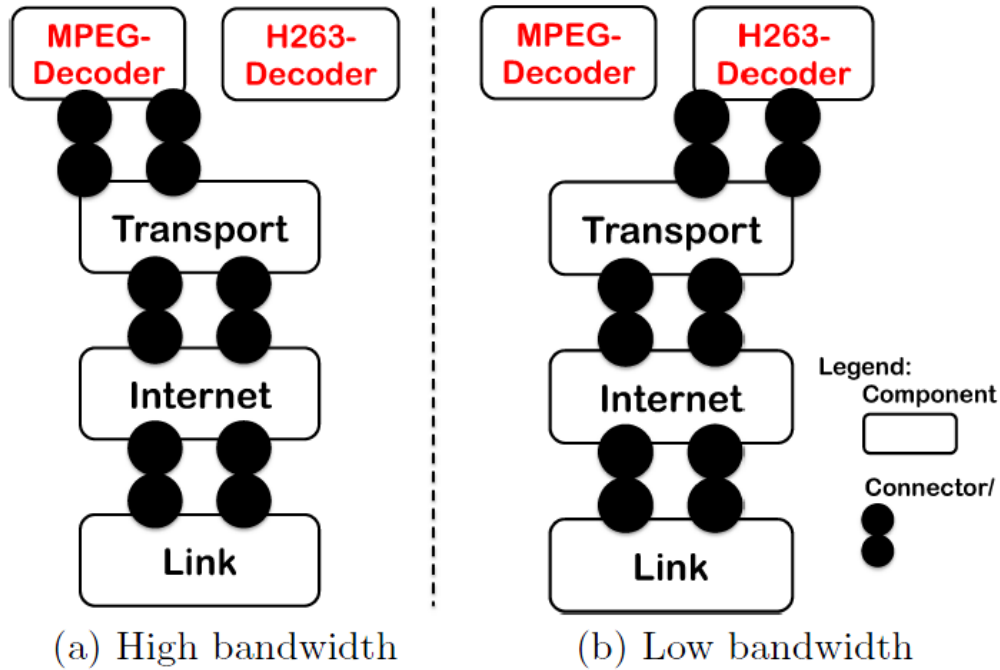 MPEG-
Decoder
H263-
Decoder
Transport
Internet
Link
(a) High bandwidth
MPEG-
Decoder
H263-
Decoder
Transport
Internet
Link
(b) Low bandwidth
Legend:
Component
Connector/